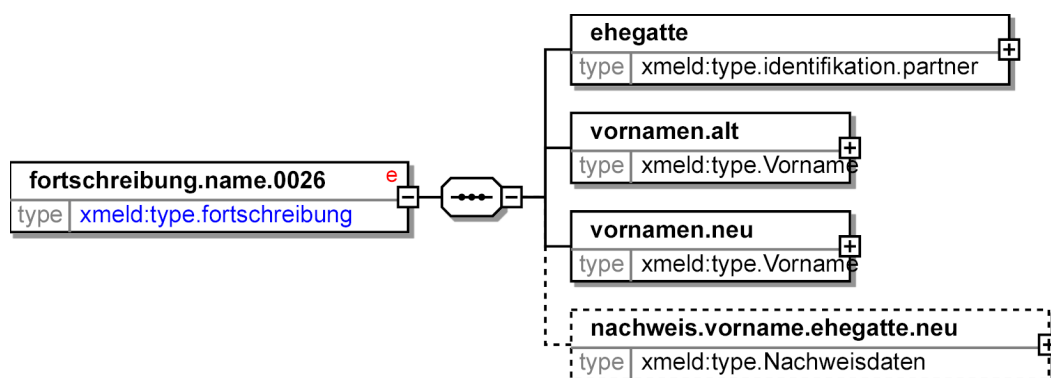 ehegatte
type xmeld:type.identifikation.partner
vornamen.alt
type xmeld:type.Vorname
fortschreibung.name.0026 e
type xmeld:type.fortschreibung
vornamen.neu
type xmeld:type.Vorname
nachweis.vorname.ehegatte.neu
type xmeld:type.Nachweisdaten